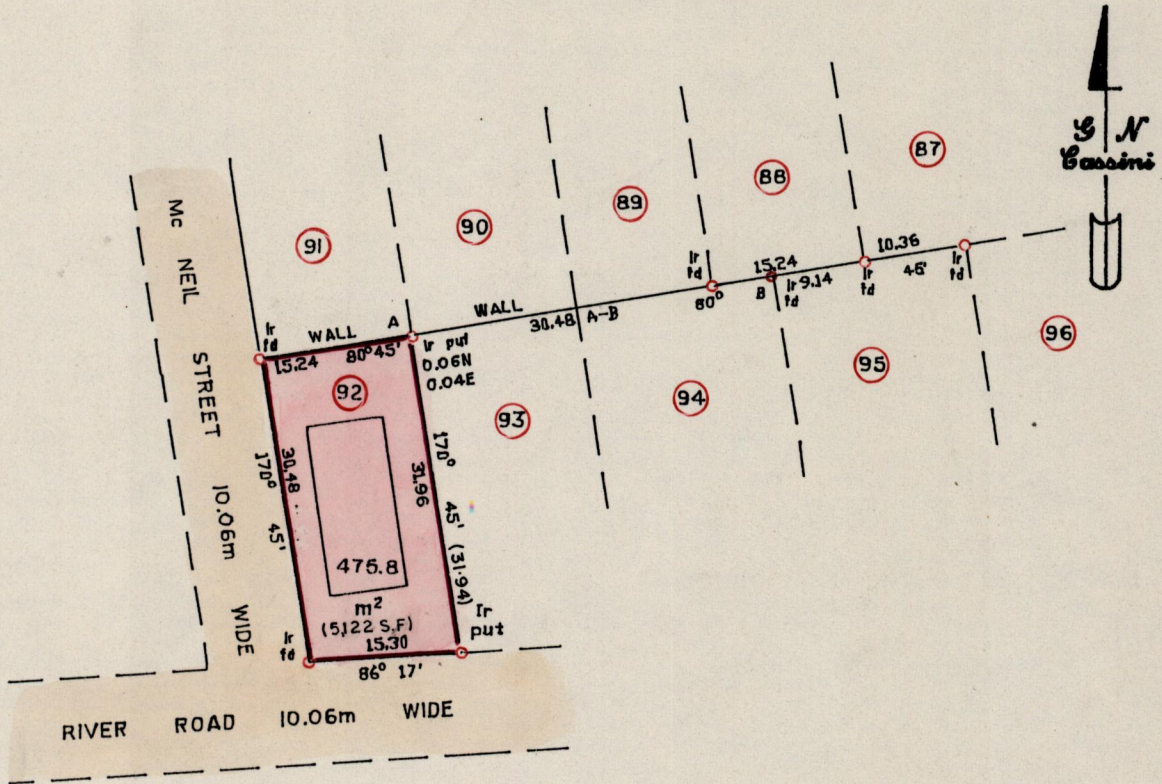 G N
Cassini
87
88
89
90
91
Mc NEIL STREET 10.06m WIDE
Ir fd
WALL
A
15.24
80°45'
Ir put
0.06N
0.04E
WALL
30.48
A-B
Ir fd
80°
15.24
B
Ir fd
9.14
10.36
Ir fd
46'
Ir fd
92
93
94
95
96
170° 45'
30.48
170° 45' (31.94)
31.96
475.8
m²
(5,122 S.F)
Ir fd
15.30
Ir put
86° 17'
RIVER ROAD 10.06m WIDE